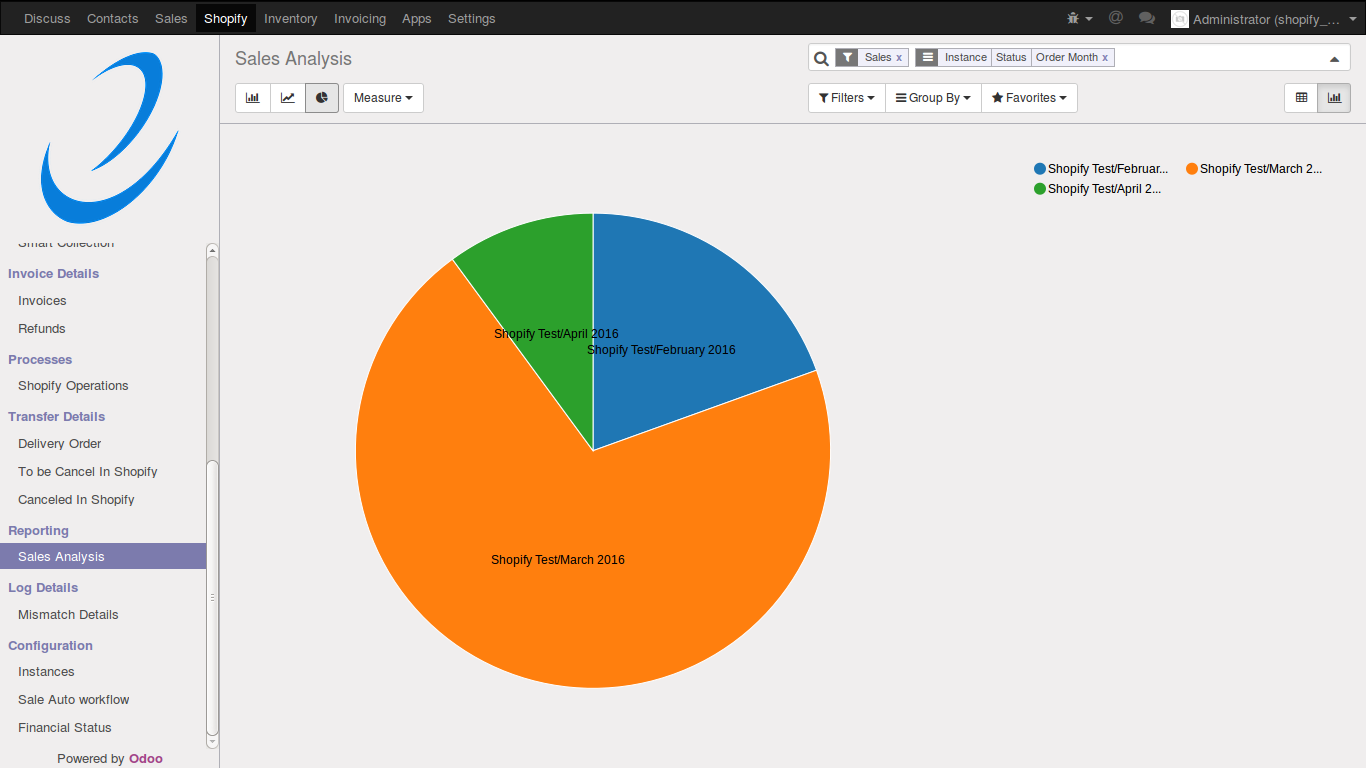 Discuss Contacts Sales Shopify Inventory Invoicing Apps Settings @ Administrator (shopify_...
Sales Analysis
Sales x Instance Status Order Month x
Measure Filters Group By Favorites
Smart Collection
Invoice Details
Invoices
Refunds
Processes
Shopify Operations
Transfer Details
Delivery Order
To be Cancel In Shopify
Canceled In Shopify
Reporting
Sales Analysis
Log Details
Mismatch Details
Configuration
Instances
Sale Auto workflow
Financial Status
Powered by Odoo
Shopify Test/Februar... Shopify Test/March 2...
Shopify Test/April 2...
Shopify Test/April 2016
Shopify Test/February 2016
Shopify Test/March 2016